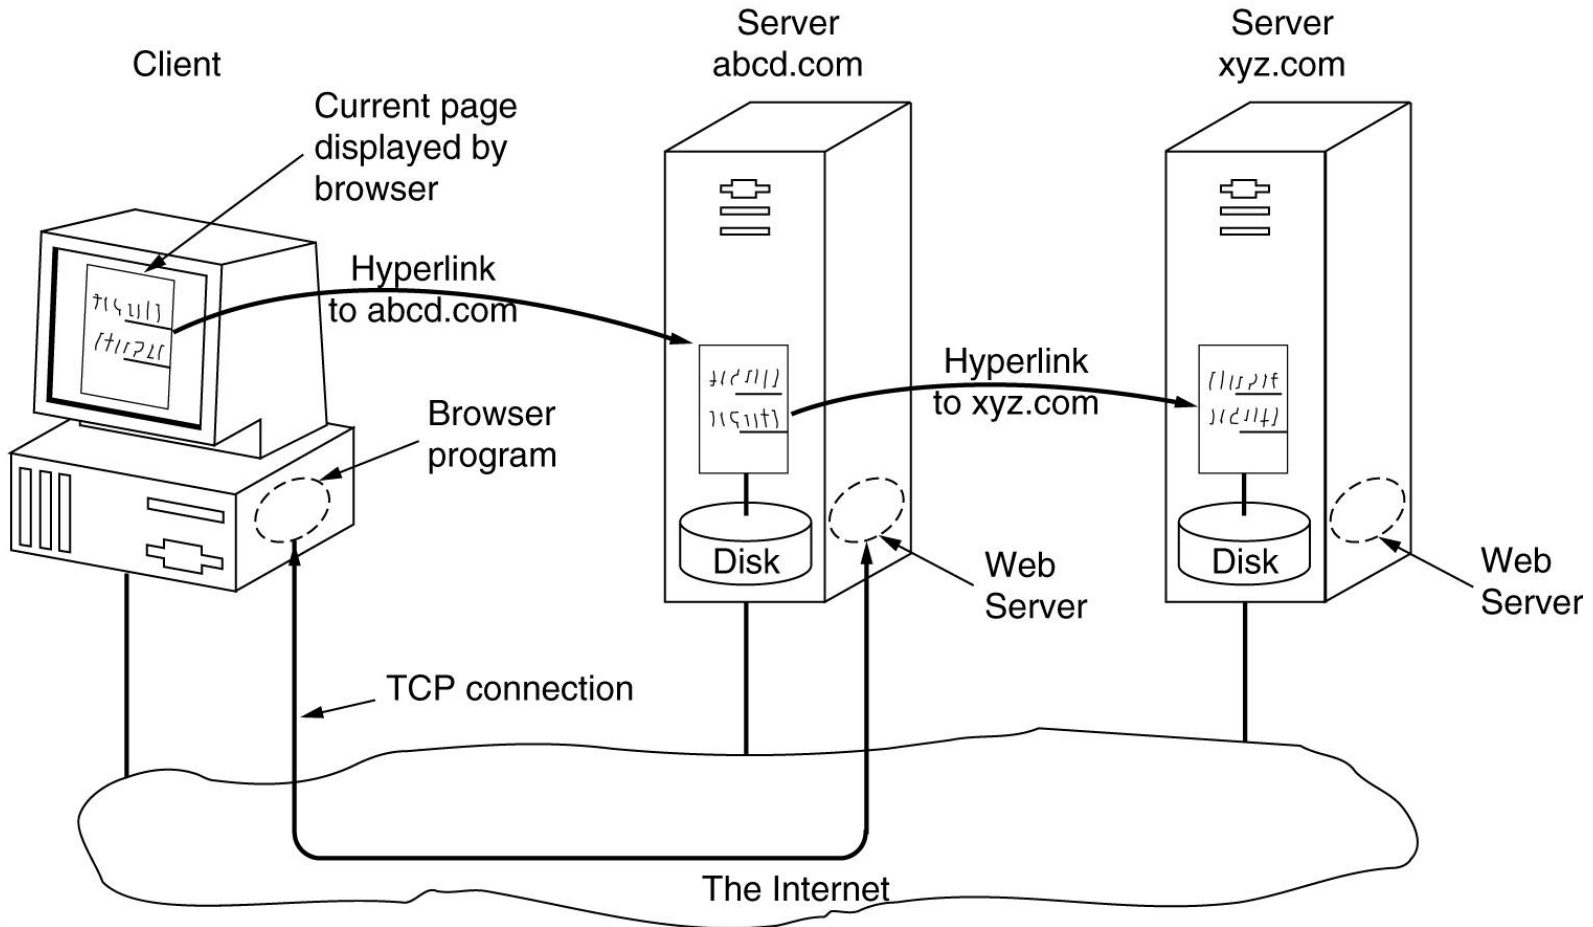 Client
Server
abcd.com
Server
xyz.com
Current page
displayed by
browser
Hyperlink
to abcd.com
Hyperlink
to xyz.com
Browser
program
Disk
Web
Server
Disk
Web
Server
TCP connection
The Internet